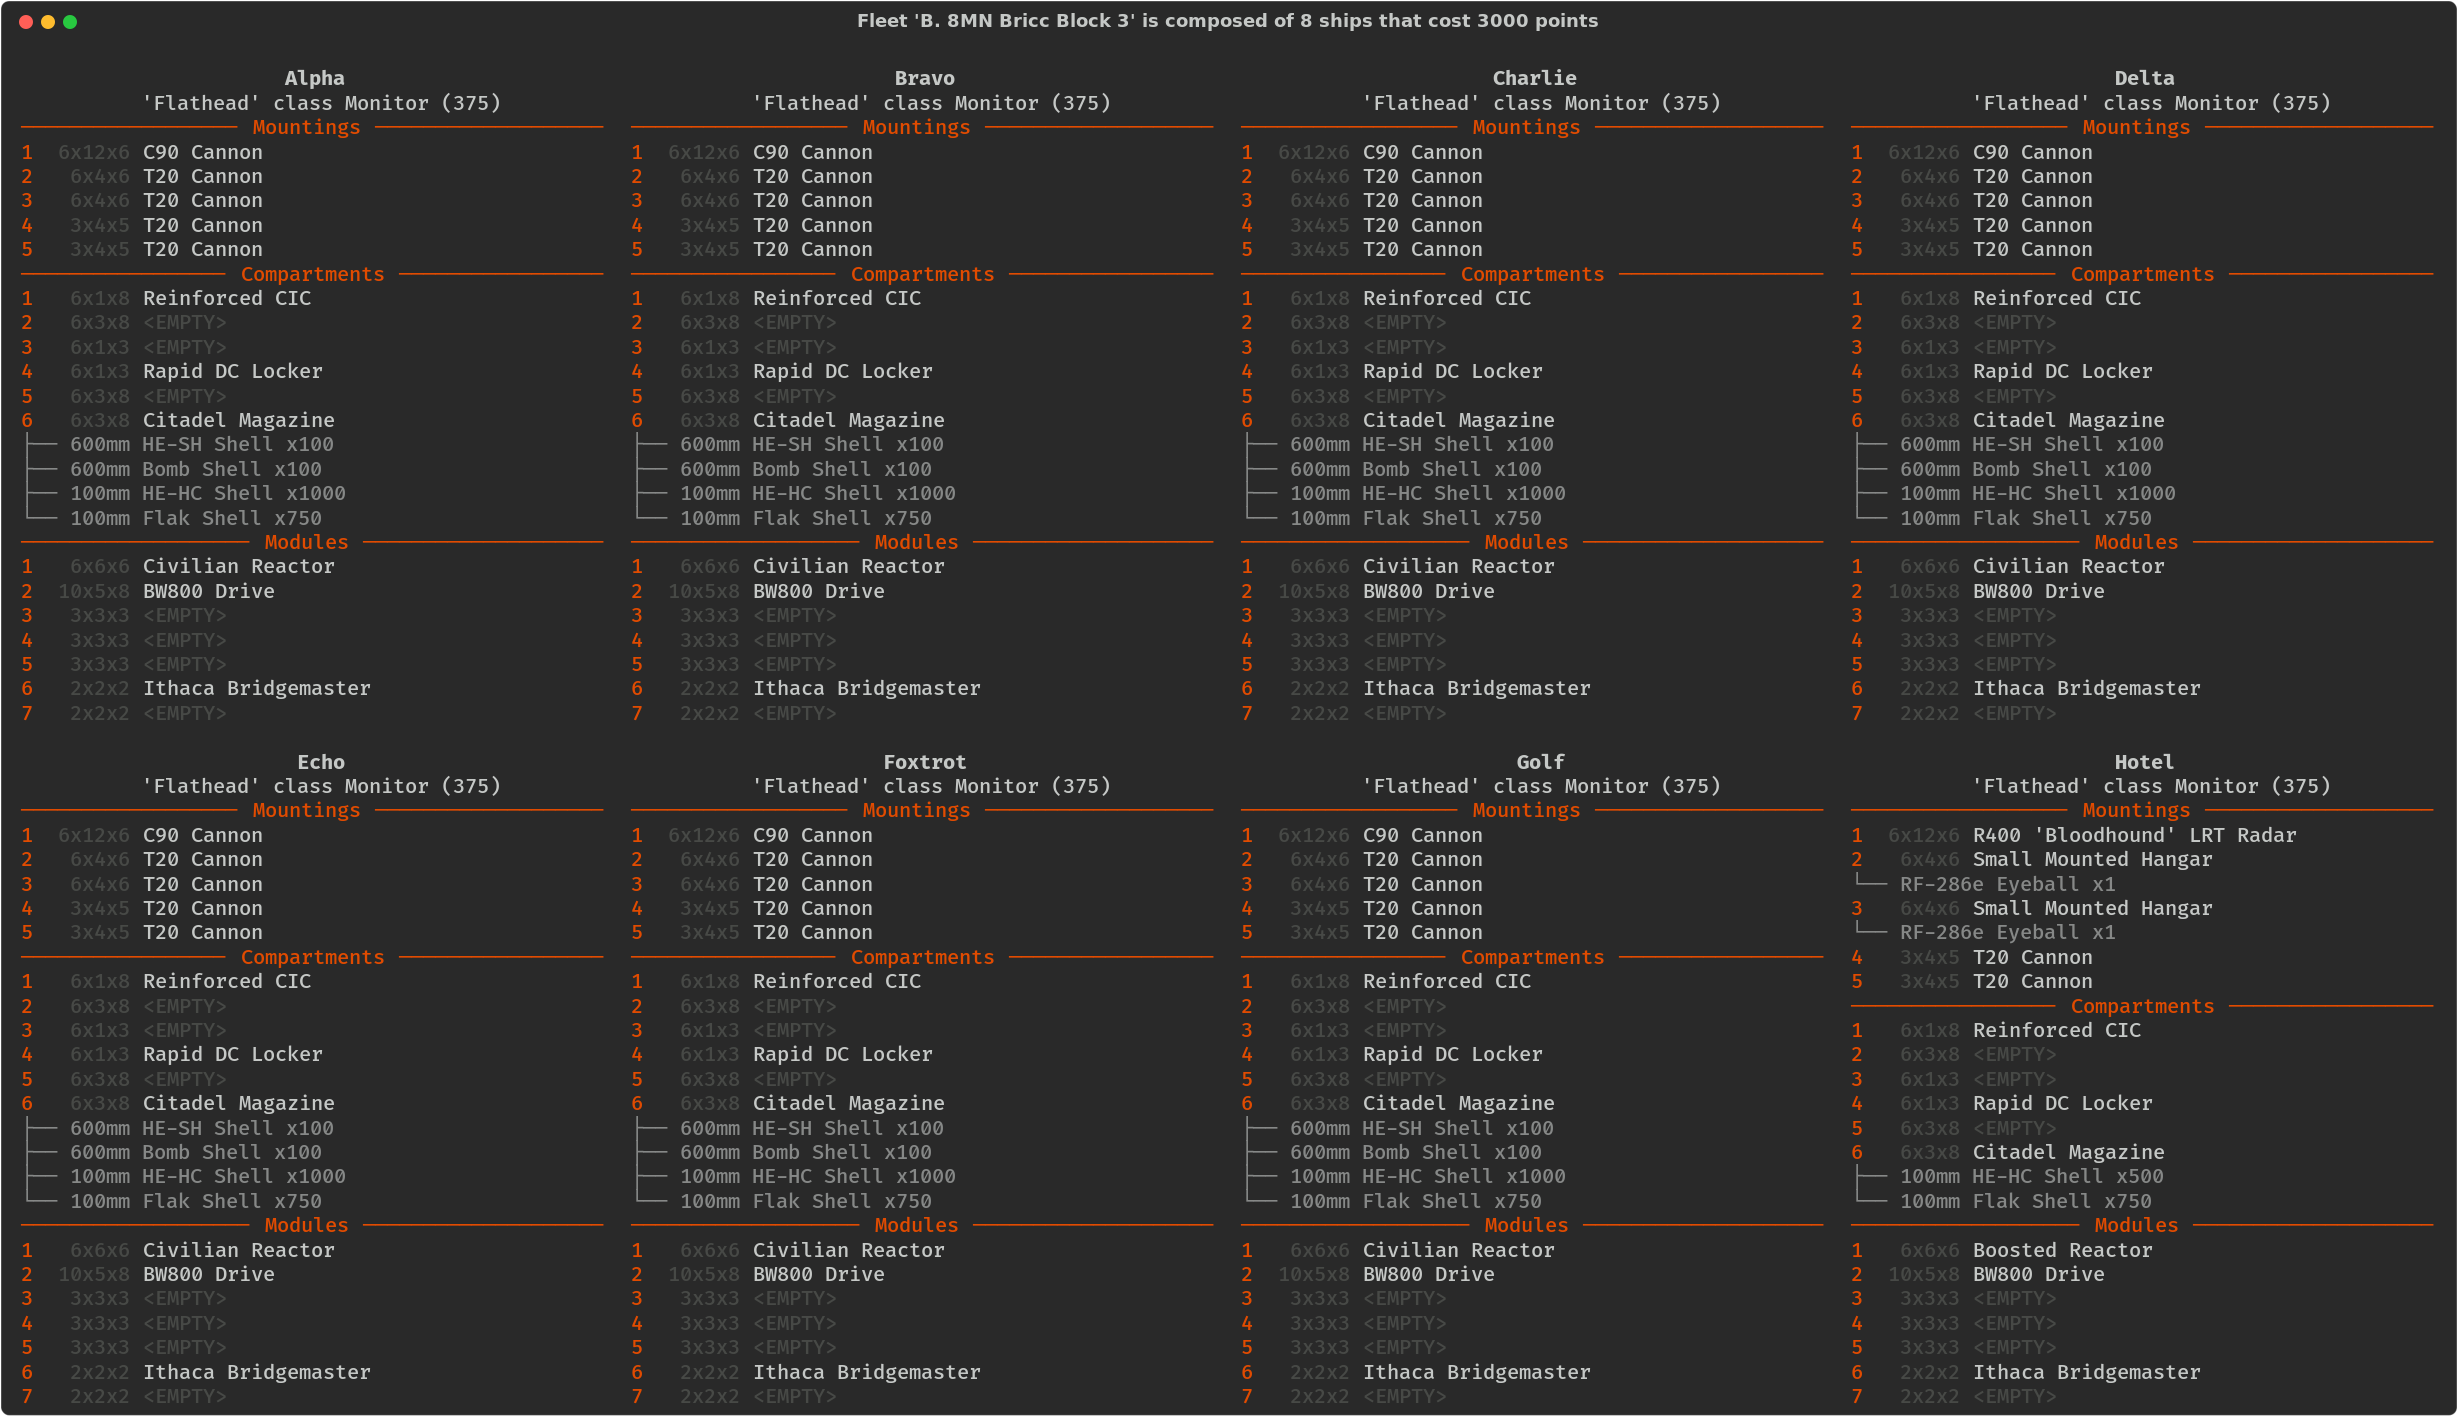 Fleet 'B. 8MN Bricc Block 3' is composed of 8 ships that cost 3000 points
Alpha
'Flathead' class Monitor (375)
Mountings
1 6x12x6 C90 Cannon
2 6x4x6 T20 Cannon
3 6x4x6 T20 Cannon
4 3x4x5 T20 Cannon
5 3x4x5 T20 Cannon
Compartments
1 6x1x8 Reinforced CIC
2 6x3x8 <EMPTY>
3 6x1x3 <EMPTY>
4 6x1x3 Rapid DC Locker
5 6x3x8 <EMPTY>
6 6x3x8 Citadel Magazine
├── 600mm HE-SH Shell x100
├── 600mm Bomb Shell x100
├── 100mm HE-HC Shell x1000
└── 100mm Flak Shell x750
Modules
1 6x6x6 Civilian Reactor
2 10x5x8 BW800 Drive
3 3x3x3 <EMPTY>
4 3x3x3 <EMPTY>
5 3x3x3 <EMPTY>
6 2x2x2 Ithaca Bridgemaster
7 2x2x2 <EMPTY>
Bravo
'Flathead' class Monitor (375)
Mountings
1 6x12x6 C90 Cannon
2 6x4x6 T20 Cannon
3 6x4x6 T20 Cannon
4 3x4x5 T20 Cannon
5 3x4x5 T20 Cannon
Compartments
1 6x1x8 Reinforced CIC
2 6x3x8 <EMPTY>
3 6x1x3 <EMPTY>
4 6x1x3 Rapid DC Locker
5 6x3x8 <EMPTY>
6 6x3x8 Citadel Magazine
├── 600mm HE-SH Shell x100
├── 600mm Bomb Shell x100
├── 100mm HE-HC Shell x1000
└── 100mm Flak Shell x750
Modules
1 6x6x6 Civilian Reactor
2 10x5x8 BW800 Drive
3 3x3x3 <EMPTY>
4 3x3x3 <EMPTY>
5 3x3x3 <EMPTY>
6 2x2x2 Ithaca Bridgemaster
7 2x2x2 <EMPTY>
Charlie
'Flathead' class Monitor (375)
Mountings
1 6x12x6 C90 Cannon
2 6x4x6 T20 Cannon
3 6x4x6 T20 Cannon
4 3x4x5 T20 Cannon
5 3x4x5 T20 Cannon
Compartments
1 6x1x8 Reinforced CIC
2 6x3x8 <EMPTY>
3 6x1x3 <EMPTY>
4 6x1x3 Rapid DC Locker
5 6x3x8 <EMPTY>
6 6x3x8 Citadel Magazine
├── 600mm HE-SH Shell x100
├── 600mm Bomb Shell x100
├── 100mm HE-HC Shell x1000
└── 100mm Flak Shell x750
Modules
1 6x6x6 Civilian Reactor
2 10x5x8 BW800 Drive
3 3x3x3 <EMPTY>
4 3x3x3 <EMPTY>
5 3x3x3 <EMPTY>
6 2x2x2 Ithaca Bridgemaster
7 2x2x2 <EMPTY>
Delta
'Flathead' class Monitor (375)
Mountings
1 6x12x6 C90 Cannon
2 6x4x6 T20 Cannon
3 6x4x6 T20 Cannon
4 3x4x5 T20 Cannon
5 3x4x5 T20 Cannon
Compartments
1 6x1x8 Reinforced CIC
2 6x3x8 <EMPTY>
3 6x1x3 <EMPTY>
4 6x1x3 Rapid DC Locker
5 6x3x8 <EMPTY>
6 6x3x8 Citadel Magazine
├── 600mm HE-SH Shell x100
├── 600mm Bomb Shell x100
├── 100mm HE-HC Shell x1000
└── 100mm Flak Shell x750
Modules
1 6x6x6 Civilian Reactor
2 10x5x8 BW800 Drive
3 3x3x3 <EMPTY>
4 3x3x3 <EMPTY>
5 3x3x3 <EMPTY>
6 2x2x2 Ithaca Bridgemaster
7 2x2x2 <EMPTY>
Echo
'Flathead' class Monitor (375)
Mountings
1 6x12x6 C90 Cannon
2 6x4x6 T20 Cannon
3 6x4x6 T20 Cannon
4 3x4x5 T20 Cannon
5 3x4x5 T20 Cannon
Compartments
1 6x1x8 Reinforced CIC
2 6x3x8 <EMPTY>
3 6x1x3 <EMPTY>
4 6x1x3 Rapid DC Locker
5 6x3x8 <EMPTY>
6 6x3x8 Citadel Magazine
├── 600mm HE-SH Shell x100
├── 600mm Bomb Shell x100
├── 100mm HE-HC Shell x1000
└── 100mm Flak Shell x750
Modules
1 6x6x6 Civilian Reactor
2 10x5x8 BW800 Drive
3 3x3x3 <EMPTY>
4 3x3x3 <EMPTY>
5 3x3x3 <EMPTY>
6 2x2x2 Ithaca Bridgemaster
7 2x2x2 <EMPTY>
Foxtrot
'Flathead' class Monitor (375)
Mountings
1 6x12x6 C90 Cannon
2 6x4x6 T20 Cannon
3 6x4x6 T20 Cannon
4 3x4x5 T20 Cannon
5 3x4x5 T20 Cannon
Compartments
1 6x1x8 Reinforced CIC
2 6x3x8 <EMPTY>
3 6x1x3 <EMPTY>
4 6x1x3 Rapid DC Locker
5 6x3x8 <EMPTY>
6 6x3x8 Citadel Magazine
├── 600mm HE-SH Shell x100
├── 600mm Bomb Shell x100
├── 100mm HE-HC Shell x1000
└── 100mm Flak Shell x750
Modules
1 6x6x6 Civilian Reactor
2 10x5x8 BW800 Drive
3 3x3x3 <EMPTY>
4 3x3x3 <EMPTY>
5 3x3x3 <EMPTY>
6 2x2x2 Ithaca Bridgemaster
7 2x2x2 <EMPTY>
Golf
'Flathead' class Monitor (375)
Mountings
1 6x12x6 C90 Cannon
2 6x4x6 T20 Cannon
3 6x4x6 T20 Cannon
4 3x4x5 T20 Cannon
5 3x4x5 T20 Cannon
Compartments
1 6x1x8 Reinforced CIC
2 6x3x8 <EMPTY>
3 6x1x3 <EMPTY>
4 6x1x3 Rapid DC Locker
5 6x3x8 <EMPTY>
6 6x3x8 Citadel Magazine
├── 600mm HE-SH Shell x100
├── 600mm Bomb Shell x100
├── 100mm HE-HC Shell x1000
└── 100mm Flak Shell x750
Modules
1 6x6x6 Civilian Reactor
2 10x5x8 BW800 Drive
3 3x3x3 <EMPTY>
4 3x3x3 <EMPTY>
5 3x3x3 <EMPTY>
6 2x2x2 Ithaca Bridgemaster
7 2x2x2 <EMPTY>
Hotel
'Flathead' class Monitor (375)
Mountings
1 6x12x6 R400 'Bloodhound' LRT Radar
2 6x4x6 Small Mounted Hangar
└── RF-286e Eyeball x1
3 6x4x6 Small Mounted Hangar
└── RF-286e Eyeball x1
4 3x4x5 T20 Cannon
5 3x4x5 T20 Cannon
Compartments
1 6x1x8 Reinforced CIC
2 6x3x8 <EMPTY>
3 6x1x3 <EMPTY>
4 6x1x3 Rapid DC Locker
5 6x3x8 <EMPTY>
6 6x3x8 Citadel Magazine
├── 100mm HE-HC Shell x500
└── 100mm Flak Shell x750
Modules
1 6x6x6 Boosted Reactor
2 10x5x8 BW800 Drive
3 3x3x3 <EMPTY>
4 3x3x3 <EMPTY>
5 3x3x3 <EMPTY>
6 2x2x2 Ithaca Bridgemaster
7 2x2x2 <EMPTY>